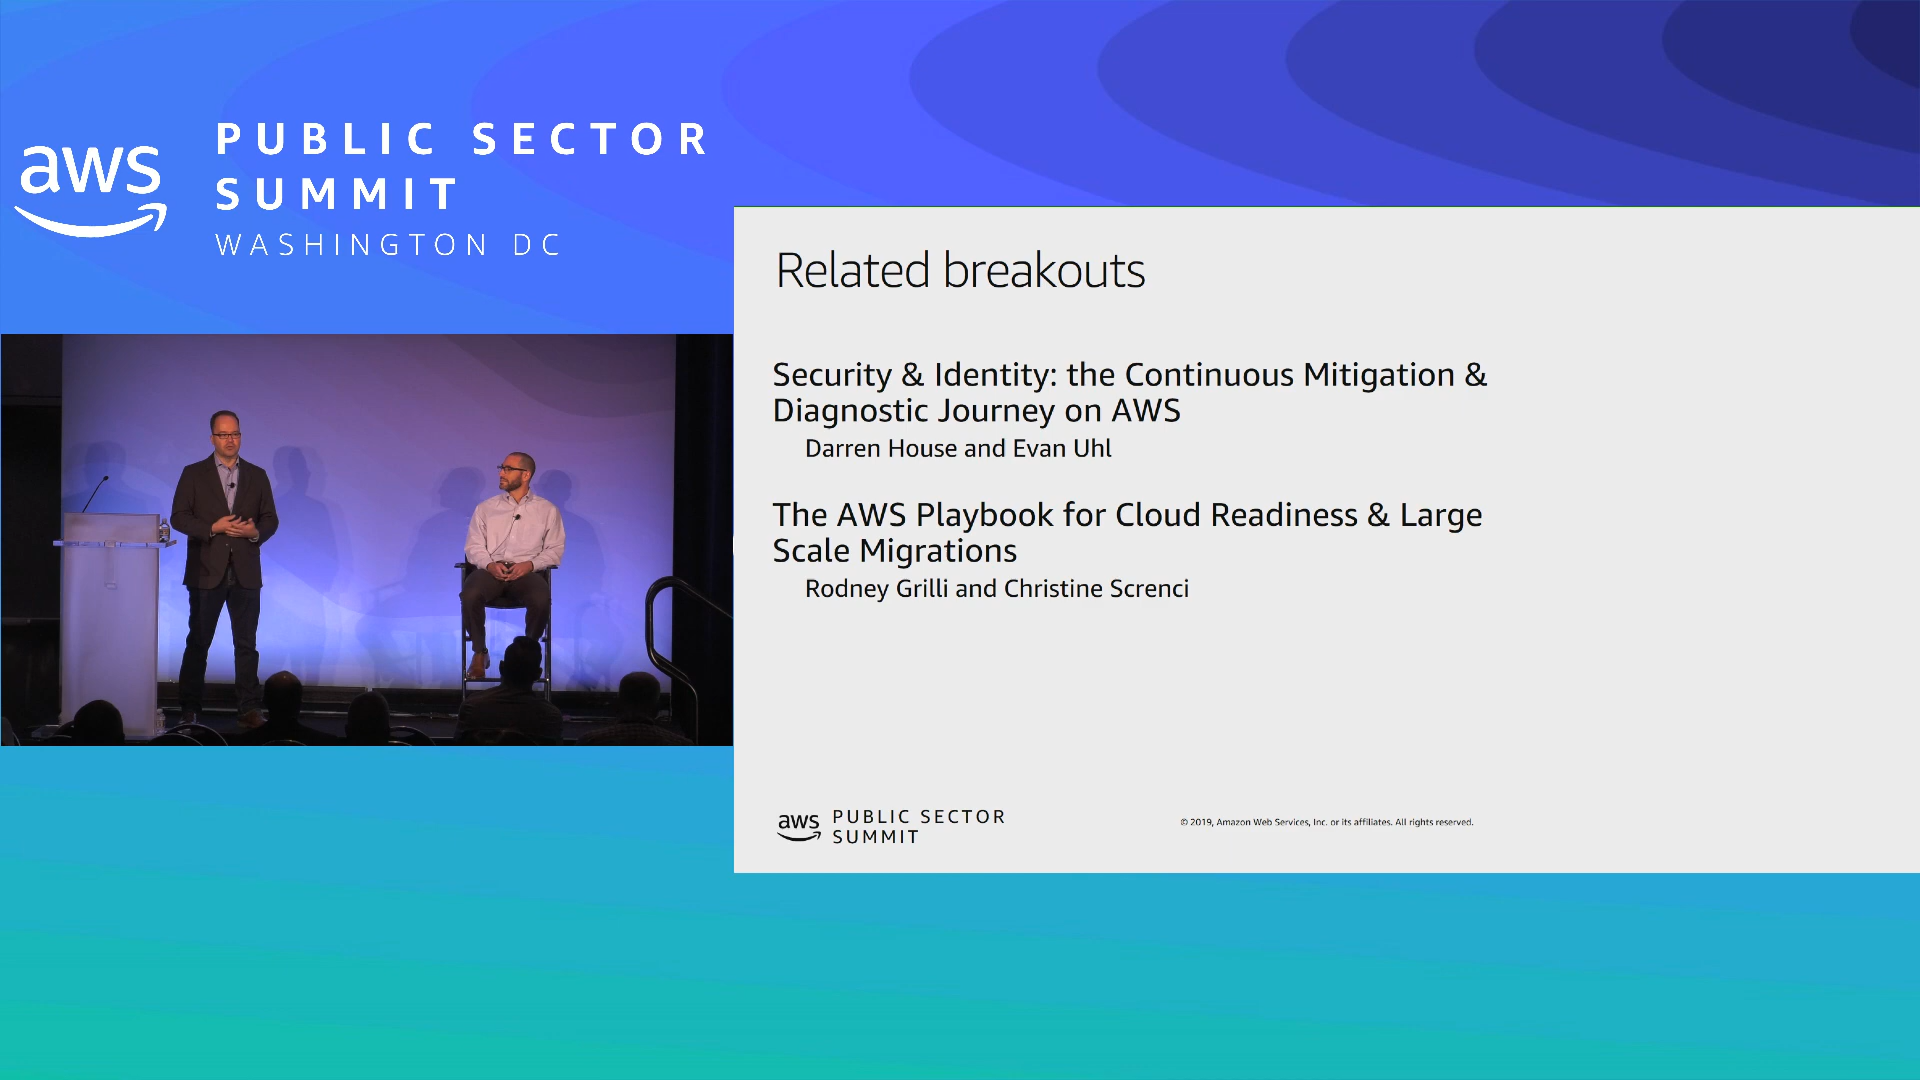 aws
PUBLIC SECTOR
SUMMIT
WASHINGTON DC
Related breakouts
Security & Identity: the Continuous Mitigation &
Diagnostic Journey on AWS
Darren House and Evan Uhl
The AWS Playbook for Cloud Readiness & Large
Scale Migrations
Rodney Grilli and Christine Screnci
aws
PUBLIC SECTOR
SUMMIT
© 2019, Amazon Web Services, Inc. or its affiliates. All rights reserved.